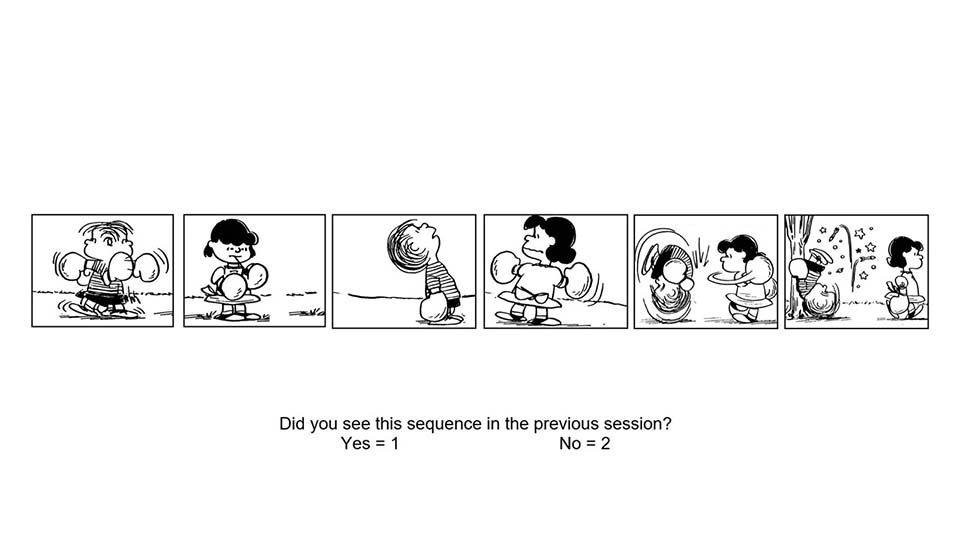 Did you see this sequence in the previous session?
Yes = 1 No = 2